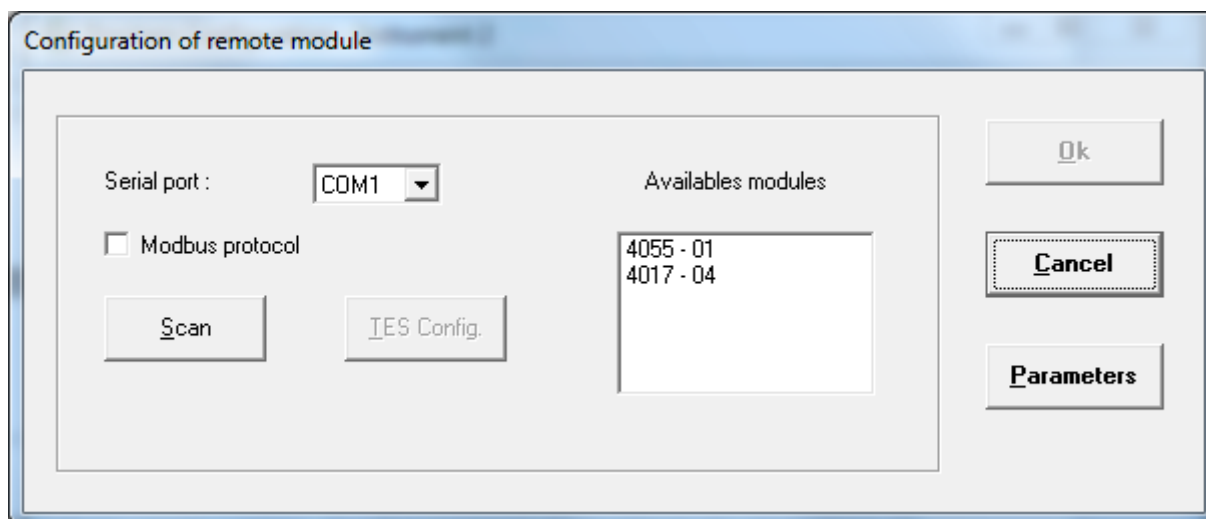 Configuration of remote module
Serial port :
COM1
Availables modules
Modbus protocol
4055 - 01
4017 - 04
Scan
TES Config.
Ok
Cancel
Parameters